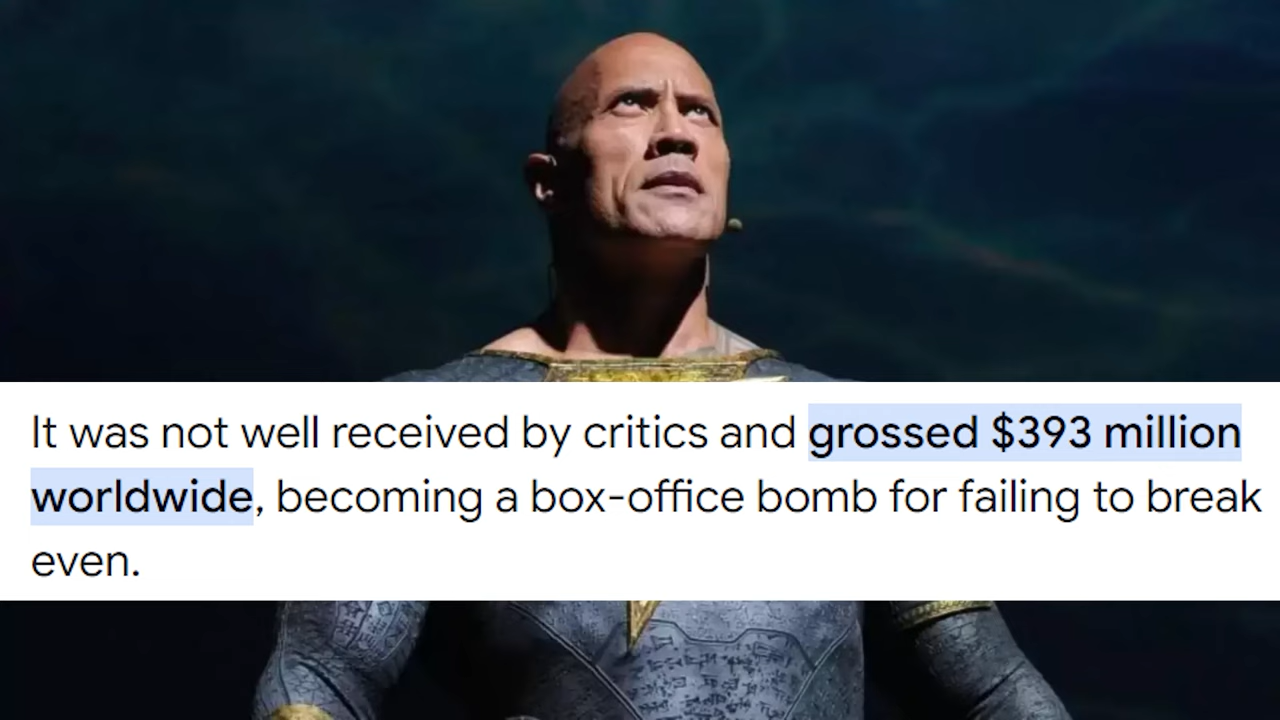 It was not well received by critics and grossed $393 million
worldwide, becoming a box-office bomb for failing to break
even.